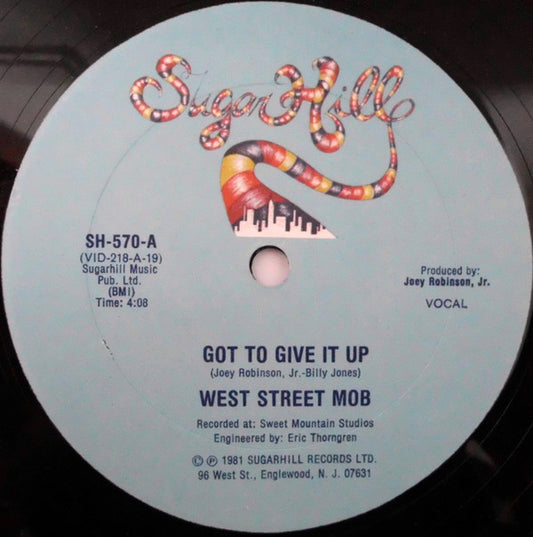 Sugar Hill
SH-570-A
(VID-218-A-19)
Sugarhill Music
Pub. Ltd.
(BMI)
Time: 4:08
Produced by:
Joey Robinson, Jr.
VOCAL
GOT TO GIVE IT UP
(Joey Robinson, Jr.-Billy Jones)
WEST STREET MOB
Recorded at: Sweet Mountain Studios
Engineered by: Eric Thorngren
© ℗ 1981 SUGARHILL RECORDS LTD.
96 West St., Englewood, N. J. 07631